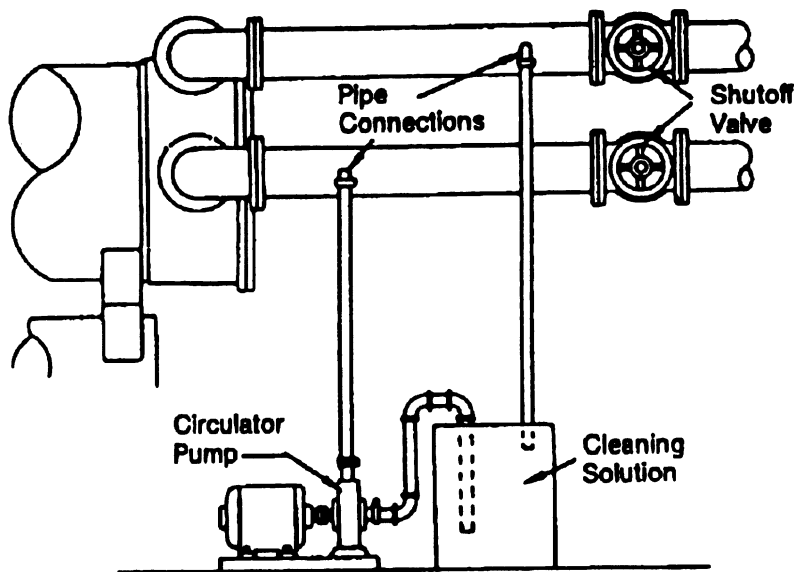 Pipe
Connections
Shutoff
Valve
Circulator
Pump
Cleaning
Solution